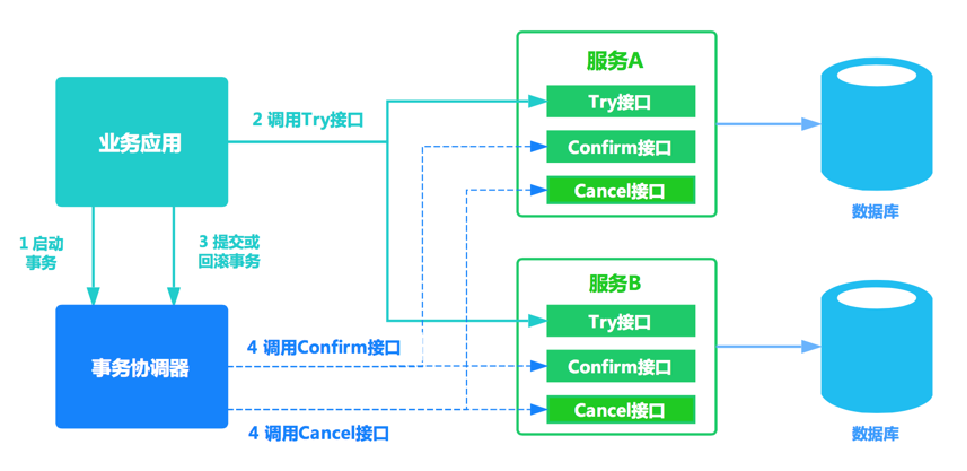 服务A
Try接口
2 调用Try接口
业务应用
Confirm接口
Cancel接口
数据库
1 启动
事务
3 提交或
回滚事务
服务B
Try接口
4 调用Confirm接口
事务协调器
Confirm接口
Cancel接口
4 调用Cancel接口
数据库